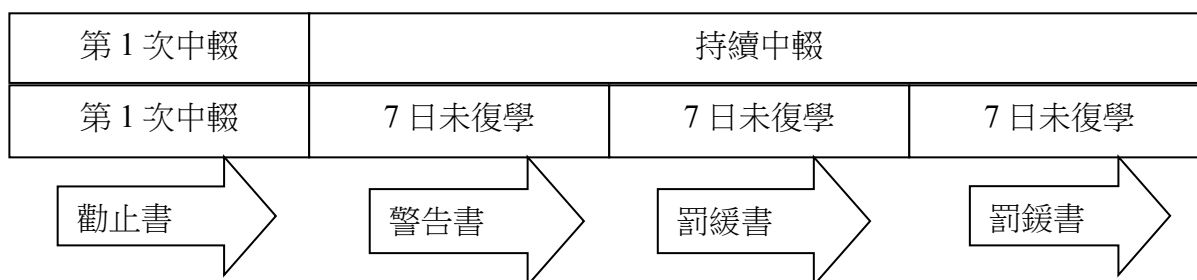 第 1 次中輟 持續中輟
第 1 次中輟 7 日未復學 7 日未復學 7 日未復學
勸止書 警告書 罰緩書 罰鍰書